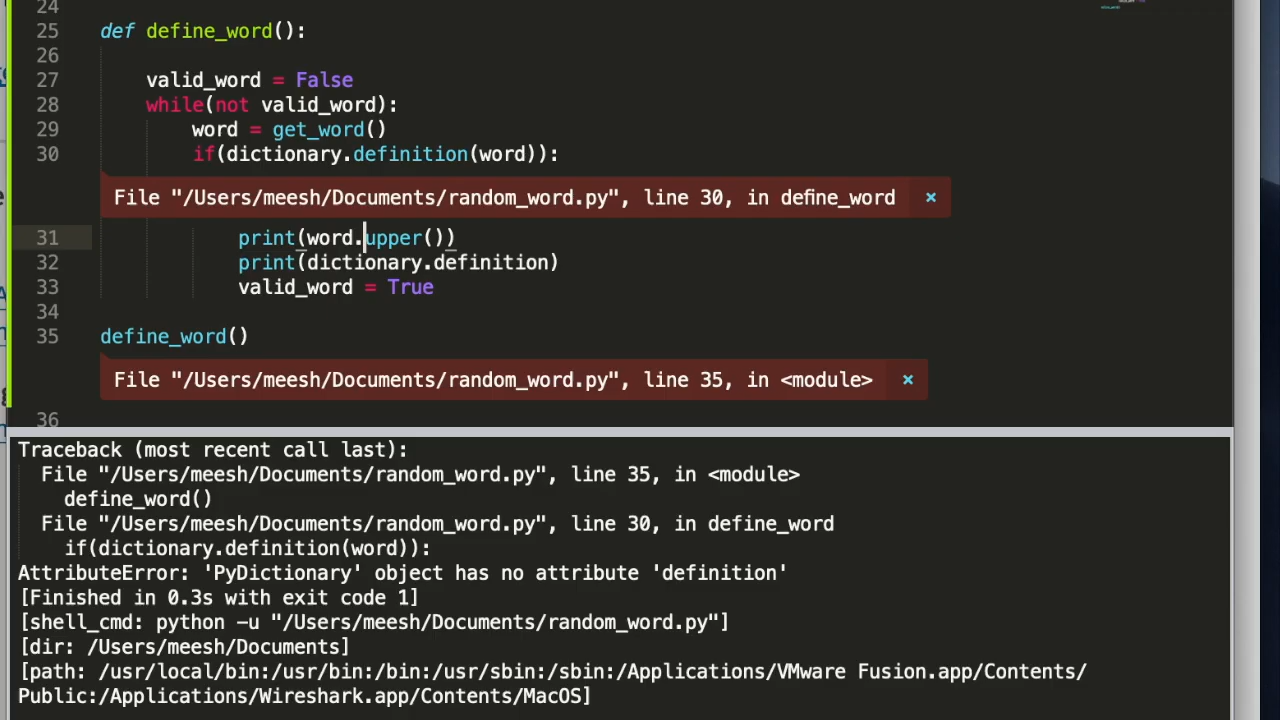 24
25 def define_word():
26
27 valid_word = False
28 while(not valid_word):
29 word = get_word()
30 if(dictionary.definition(word)):
File "/Users/meesh/Documents/random_word.py", line 30, in define_word ×
31 print(word.upper())
32 print(dictionary.definition)
33 valid_word = True
34
35 define_word()
File "/Users/meesh/Documents/random_word.py", line 35, in <module> ×
36
Traceback (most recent call last):
File "/Users/meesh/Documents/random_word.py", line 35, in <module>
define_word()
File "/Users/meesh/Documents/random_word.py", line 30, in define_word
if(dictionary.definition(word)):
AttributeError: 'PyDictionary' object has no attribute 'definition'
[Finished in 0.3s with exit code 1]
[shell_cmd: python -u "/Users/meesh/Documents/random_word.py"]
[dir: /Users/meesh/Documents]
[path: /usr/local/bin:/usr/bin:/bin:/usr/sbin:/sbin:/Applications/VMware Fusion.app/Contents/
Public:/Applications/Wireshark.app/Contents/MacOS]